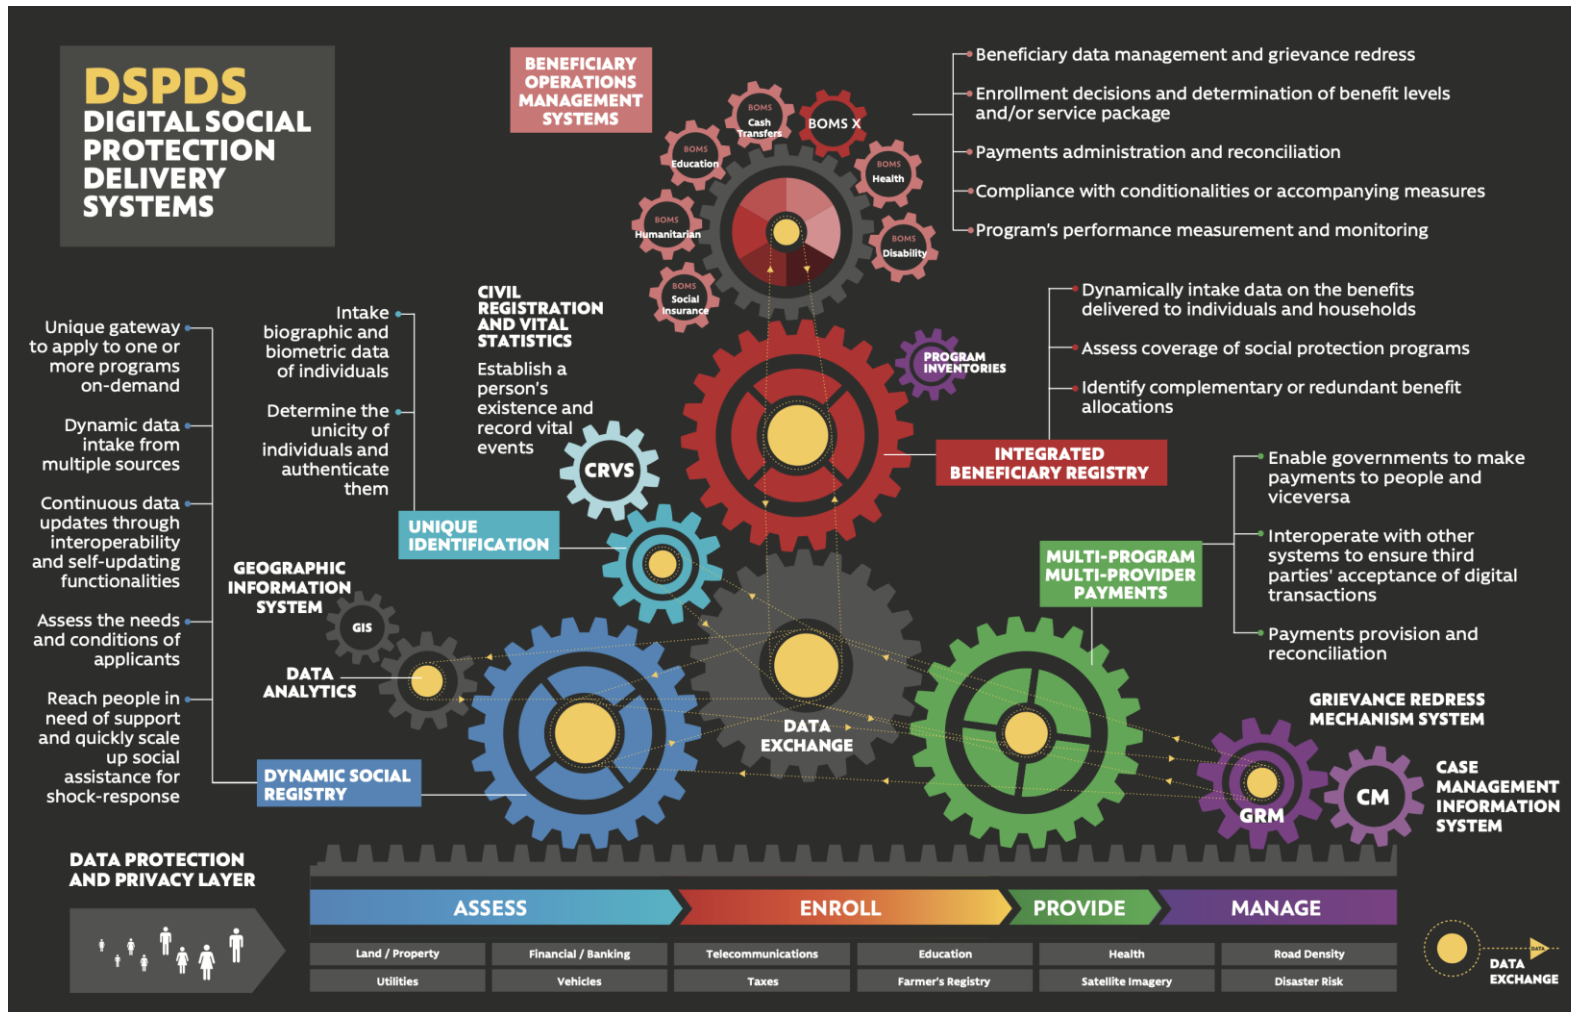 DSPDS
DIGITAL SOCIAL
PROTECTION
DELIVERY
SYSTEMS
BENEFICIARY
OPERATIONS
MANAGEMENT
SYSTEMS
BOMS
Cash
Transfers
BOMS X
BOMS
Education
BOMS
Health
BOMS
Humanitarian
BOMS
Disability
BOMS
Social
Insurance
Beneficiary data management and grievance redress
Enrollment decisions and determination of benefit levels
and/or service package
Payments administration and reconciliation
Compliance with conditionalities or accompanying measures
Program's performance measurement and monitoring
Unique gateway
to apply to one or
more programs
on-demand
Dynamic data
intake from
multiple sources
Continuous data
updates through
interoperability
and self-updating
functionalities
Assess the needs
and conditions of
applicants
Reach people in
need of support
and quickly scale
up social
assistance for
shock-response
DYNAMIC SOCIAL
REGISTRY
Intake
biographic and
biometric data
of individuals
Determine the
unicity of
individuals and
authenticate
them
UNIQUE
IDENTIFICATION
CIVIL
REGISTRATION
AND VITAL
STATISTICS
Establish a
person's
existence and
record vital
events
CRVS
PROGRAM
INVENTORIES
Dynamically intake data on the benefits
delivered to individuals and households
Assess coverage of social protection programs
Identify complementary or redundant benefit
allocations
INTEGRATED
BENEFICIARY REGISTRY
Enable governments to make
payments to people and
viceversa
Interoperate with other
systems to ensure third
parties' acceptance of digital
transactions
Payments provision and
reconciliation
MULTI-PROGRAM
MULTI-PROVIDER
PAYMENTS
GEOGRAPHIC
INFORMATION
SYSTEM
GIS
DATA
ANALYTICS
DATA
EXCHANGE
GRIEVANCE REDRESS
MECHANISM SYSTEM
GRM
CM
CASE
MANAGEMENT
INFORMATION
SYSTEM
DATA PROTECTION
AND PRIVACY LAYER
ASSESS
ENROLL
PROVIDE
MANAGE
Land / Property
Financial / Banking
Telecommunications
Education
Health
Road Density
Utilities
Vehicles
Taxes
Farmer's Registry
Satellite Imagery
Disaster Risk
DATA
DATA
EXCHANGE